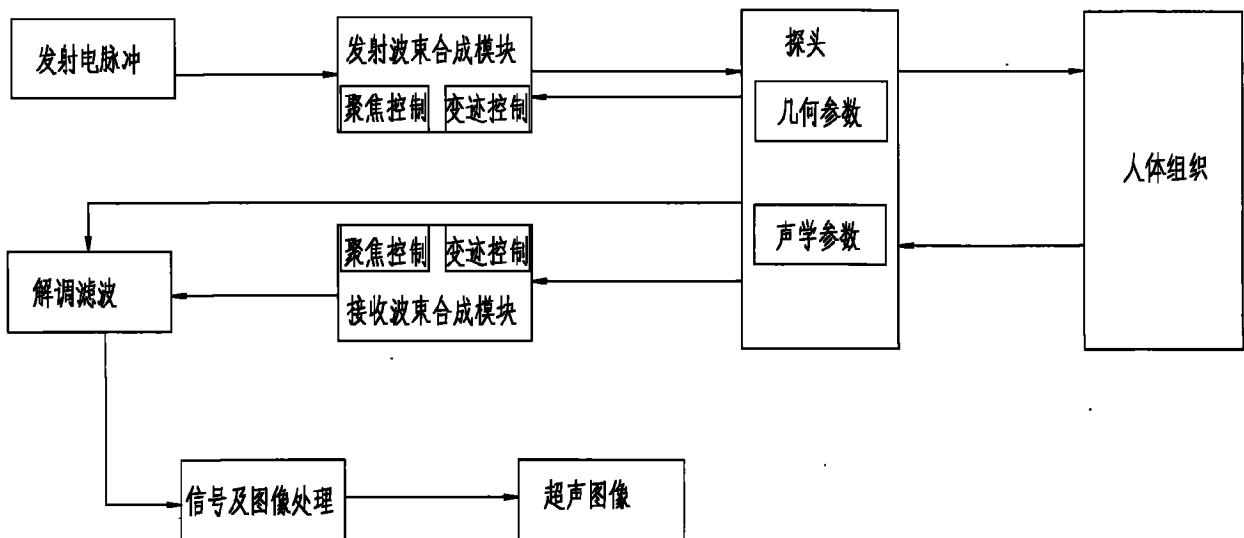 发射电脉冲
发射波束合成模块
聚焦控制
变迹控制
探头
几何参数
声学参数
人体组织
聚焦控制
变迹控制
接收波束合成模块
解调滤波
信号及图像处理
超声图像